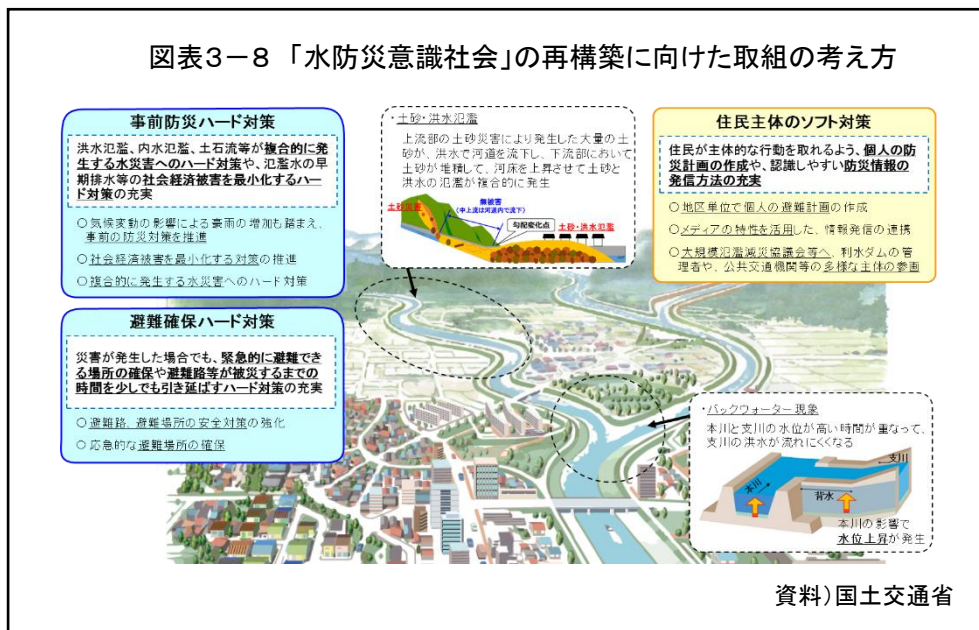 図表3-8 「水防災意識社会」の再構築に向けた取組の考え方
事前防災ハード対策
洪水氾濫、内水氾濫、土石流等が複合的に発
生する水災害へのハード対策や、氾濫水の早
期排水等の社会経済被害を最小化するハー
ド対策の充実
○気候変動の影響による豪雨の増加も踏まえ、
事前の防災対策を推進
○社会経済被害を最小化する対策の推進
○複合的に発生する水災害へのハード対策
避難確保ハード対策
災害が発生した場合でも、緊急的に避難でき
る場所の確保や避難路等が被災するまでの
時間を少しでも引き延ばすハード対策の充実
○避難路、避難場所の安全対策の強化
○応急的な避難場所の確保
・土砂・洪水氾濫
上流部の土砂災害により発生した大量の土
砂が、洪水で河道を流下し、下流部において
土砂が堆積して、河床を上昇させて土砂と
洪水の氾濫が複合的に発生
土砂災害
無被害
(中上流は河道内で流下)
勾配変化点
土砂・洪水氾濫
住民主体のソフト対策
住民が主体的な行動を取れるよう、個人の防
災計画の作成や、認識しやすい防災情報の
発信方法の充実
○地区単位で個人の避難計画の作成
○メディアの特性を活用した、情報発信の連携
○大規模氾濫減災協議会等へ、利水ダムの管
理者や、公共交通機関等の多様な主体の参画
・バックウォーター現象
本川と支川の水位が高い時間が重なって、
支川の洪水が流れにくくなる
支川
本川
背水
本川の影響で
水位上昇が発生
資料)国土交通省